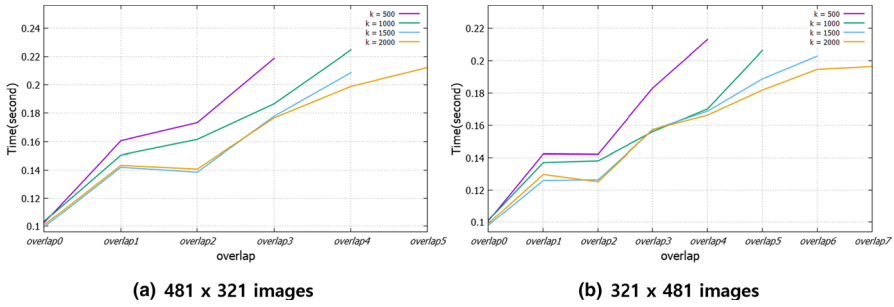 k = 500
k = 1000
k = 1500
k = 2000
0.24
0.22
0.2
0.18
0.16
0.14
0.12
0.1
Time(second)
overlap0 overlap1 overlap2 overlap3 overlap4 overlap5
overlap
(a) 481 x 321 images
k = 500
k = 1000
k = 1500
k = 2000
0.22
0.2
0.18
0.16
0.14
0.12
0.1
Time(second)
overlap0 overlap1 overlap2 overlap3 overlap4 overlap5 overlap6 overlap7
overlap
(b) 321 x 481 images